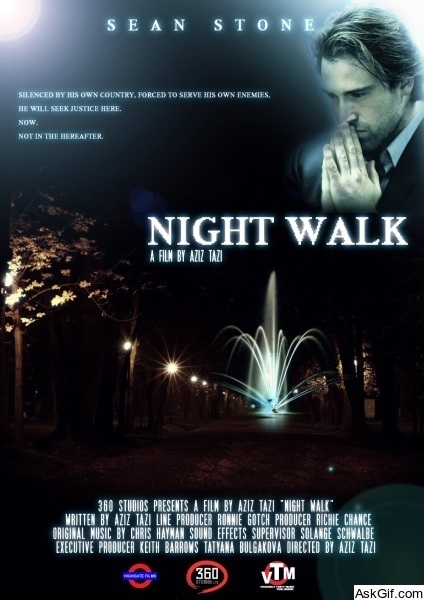 SEAN STONE
SILENCED BY HIS OWN COUNTRY, FORCED TO SERVE HIS OWN ENEMIES,
HE WILL SEEK JUSTICE HERE.
NOW.
NOT IN THE HEREAFTER.
NIGHT WALK
A FILM BY AZIZ TAZI
360 STUDIOS PRESENTS A FILM BY AZIZ TAZI "NIGHT WALK"
WRITTEN BY AZIZ TAZI LINE PRODUCER RONNIE GOTCH PRODUCER RICHIE CHANCE
ORIGINAL MUSIC BY CHRIS HAYMAN SOUND EFFECTS SUPERVISOR SOLANGE SCHWALBE
EXECUTIVE PRODUCER KEITH BARROWS TATYANA BULGAKOVA DIRECTED BY AZIZ TAZI
HIGHGATE FILMS
360
STUDIOS LTD
VTM
AskGif.com